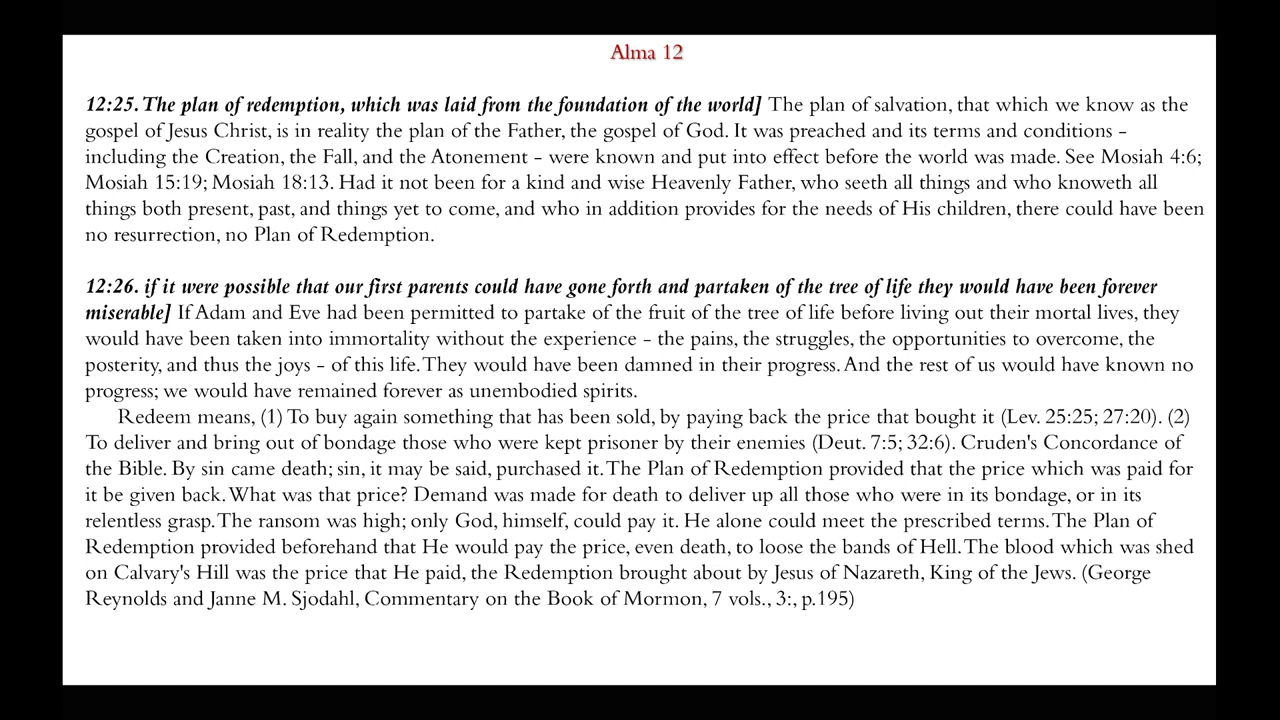 Alma 12
12:25. The plan of redemption, which was laid from the foundation of the world] The plan of salvation, that which we know as the
gospel of Jesus Christ, is in reality the plan of the Father, the gospel of God. It was preached and its terms and conditions –
including the Creation, the Fall, and the Atonement – were known and put into effect before the world was made. See Mosiah 4:6;
Mosiah 15:19; Mosiah 18:13. Had it not been for a kind and wise Heavenly Father, who seeth all things and who knoweth all
things both present, past, and things yet to come, and who in addition provides for the needs of His children, there could have been
no resurrection, no Plan of Redemption.
12:26. if it were possible that our first parents could have gone forth and partaken of the tree of life they would have been forever
miserable] If Adam and Eve had been permitted to partake of the fruit of the tree of life before living out their mortal lives, they
would have been taken into immortality without the experience – the pains, the struggles, the opportunities to overcome, the
posterity, and thus the joys – of this life. They would have been damned in their progress. And the rest of us would have known no
progress; we would have remained forever as unembodied spirits.
Redeem means, (1) To buy again something that has been sold, by paying back the price that bought it (Lev. 25:25; 27:20). (2)
To deliver and bring out of bondage those who were kept prisoner by their enemies (Deut. 7:5; 32:6). Cruden's Concordance of
the Bible. By sin came death; sin, it may be said, purchased it. The Plan of Redemption provided that the price which was paid for
it be given back. What was that price? Demand was made for death to deliver up all those who were in its bondage, or in its
relentless grasp. The ransom was high; only God, himself, could pay it. He alone could meet the prescribed terms. The Plan of
Redemption provided beforehand that He would pay the price, even death, to loose the bands of Hell. The blood which was shed
on Calvary's Hill was the price that He paid, the Redemption brought about by Jesus of Nazareth, King of the Jews. (George
Reynolds and Janne M. Sjodahl, Commentary on the Book of Mormon, 7 vols., 3:, p.195)